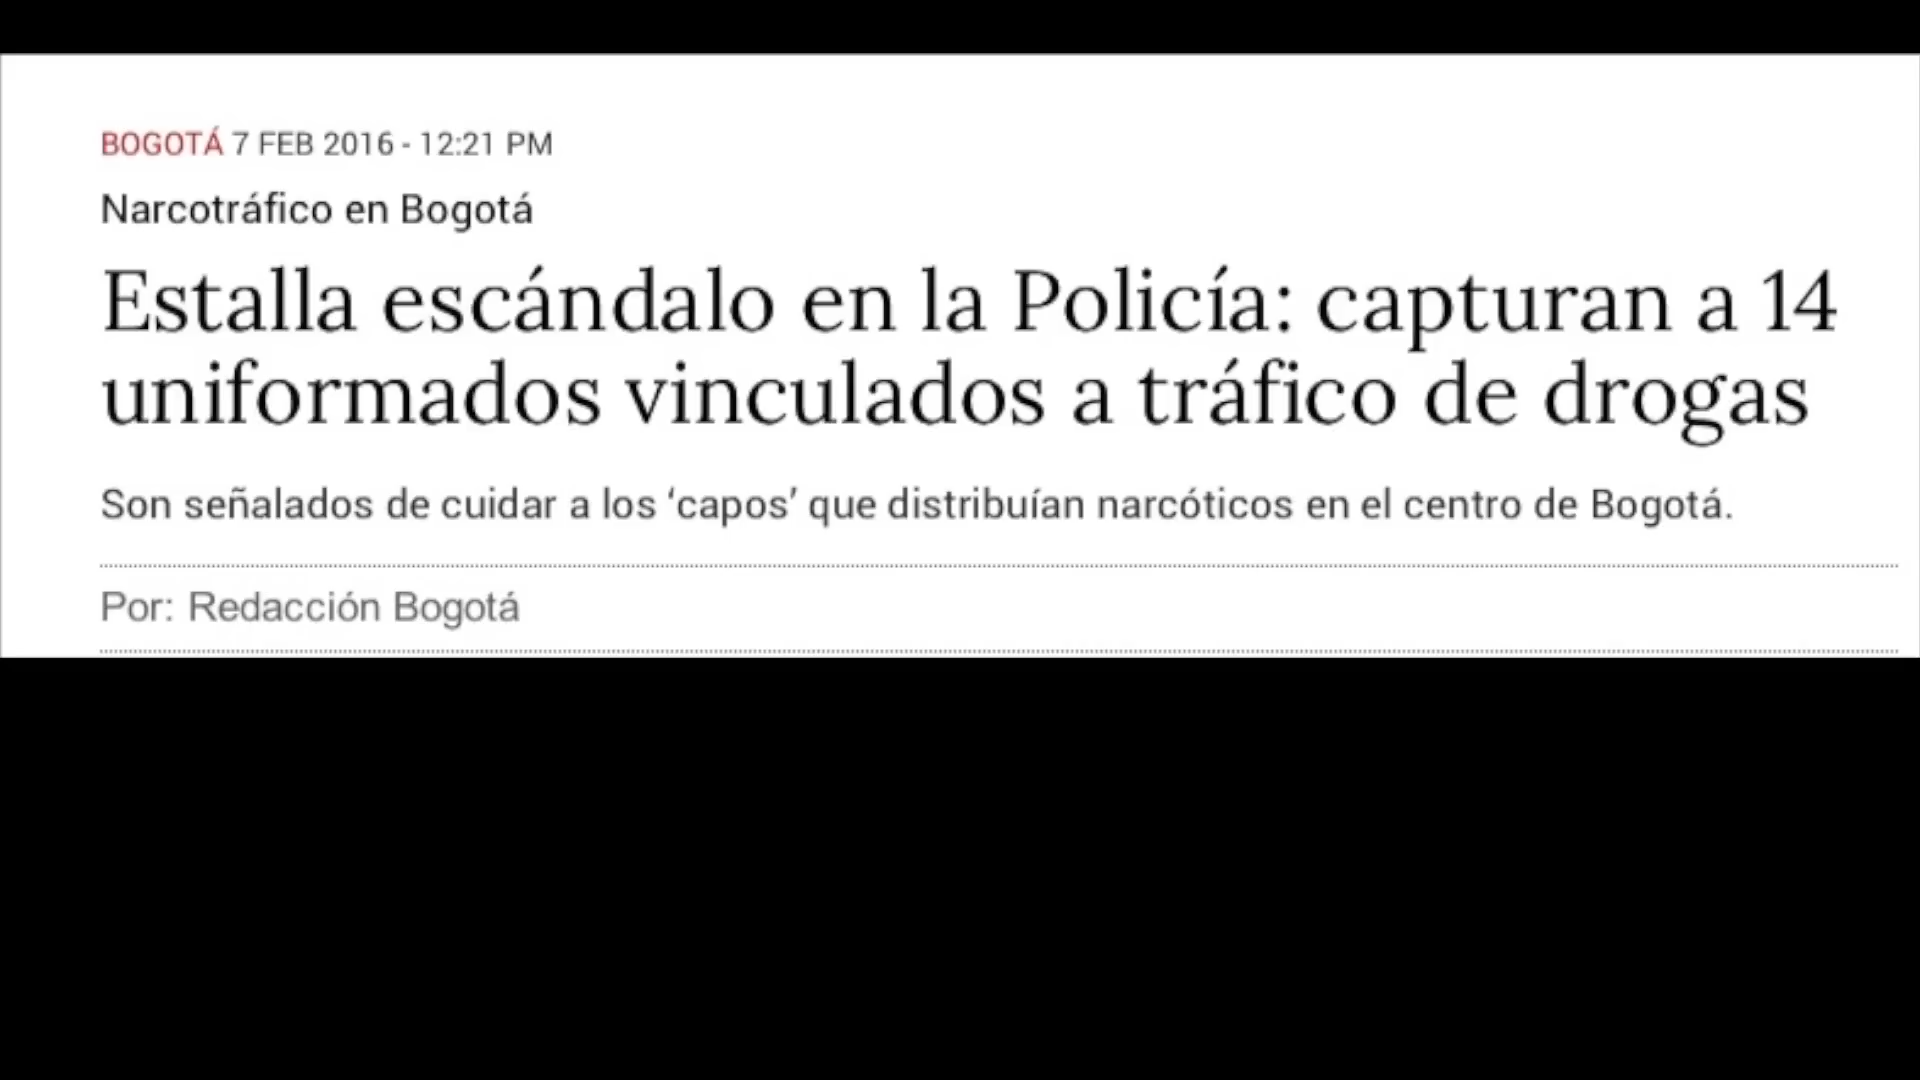 BOGOTÁ 7 FEB 2016 - 12:21 PM
Narcotráfico en Bogotá
Estalla escándalo en la Policía: capturan a 14
uniformados vinculados a tráfico de drogas
Son señalados de cuidar a los ‘capos’ que distribuían narcóticos en el centro de Bogotá.
Por: Redacción Bogotá